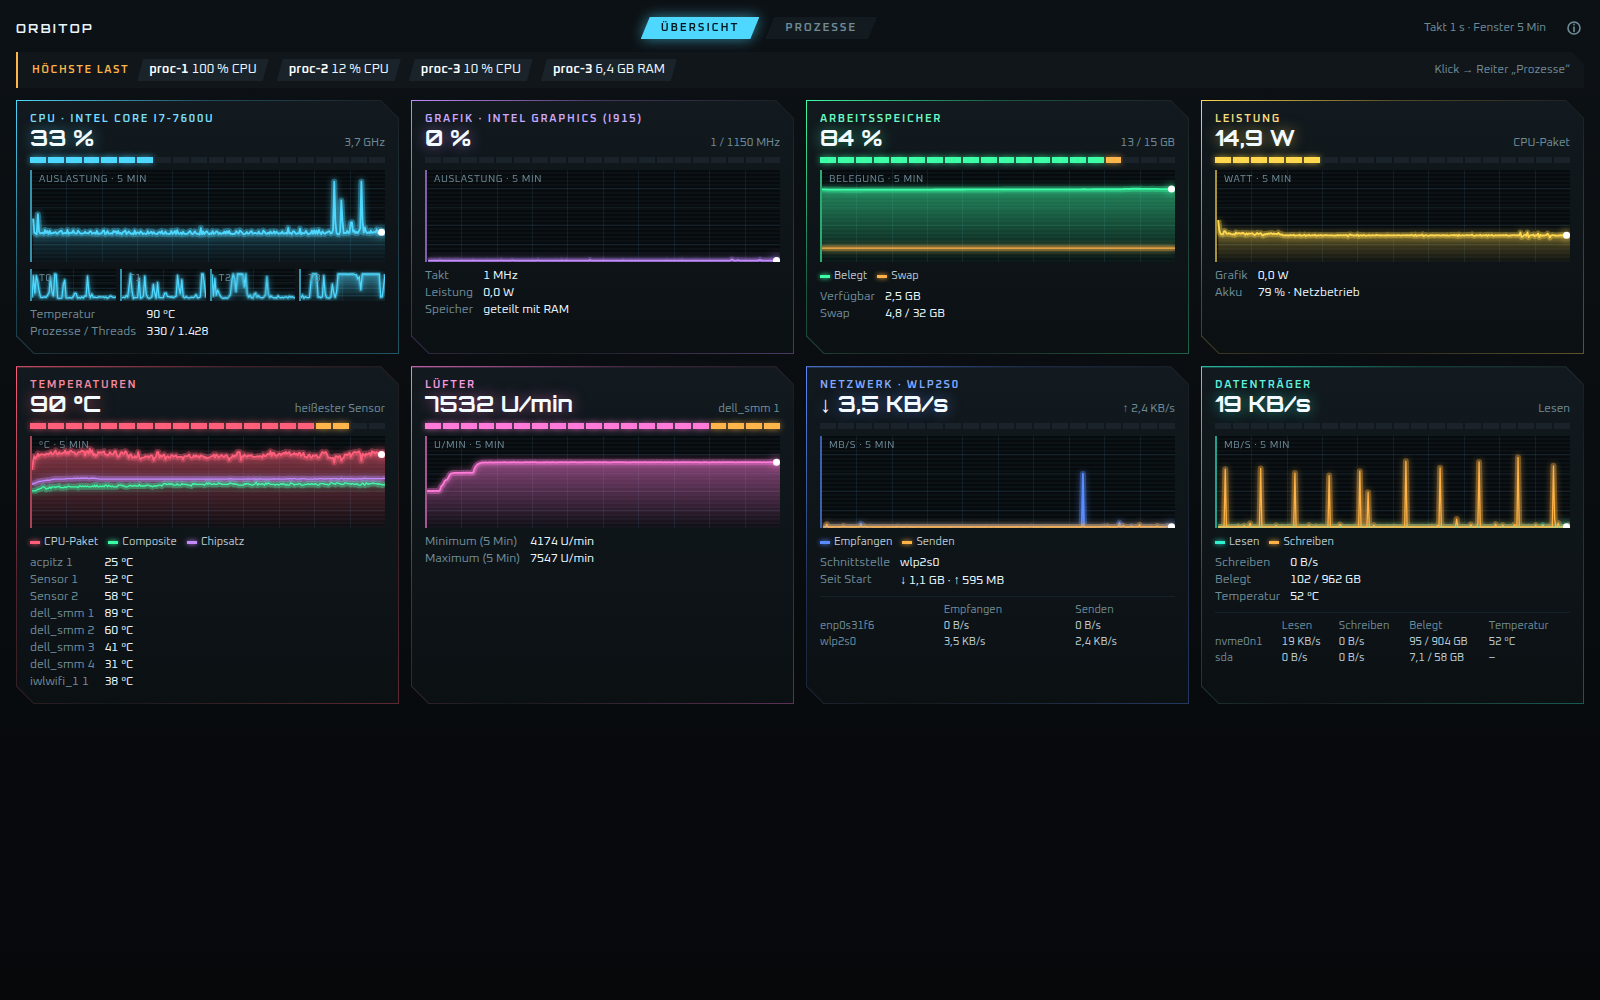 ORBITOP
ÜBERSICHT PROZESSE
Takt 1 s · Fenster 5 Min
HÖCHSTE LAST proc-1 100 % CPU proc-2 12 % CPU proc-3 10 % CPU proc-3 6,4 GB RAM
Klick → Reiter „Prozesse“
CPU · INTEL CORE I7-7600U
33 % 3,7 GHz
AUSLASTUNG · 5 MIN
T0 T1 T2 T3
Temperatur 90 °C
Prozesse / Threads 330 / 1.428
GRAFIK · INTEL GRAPHICS (I915)
0 % 1 / 1150 MHz
AUSLASTUNG · 5 MIN
Takt 1 MHz
Leistung 0,0 W
Speicher geteilt mit RAM
ARBEITSSPEICHER
84 % 13 / 15 GB
BELEGUNG · 5 MIN
Belegt Swap
Verfügbar 2,5 GB
Swap 4,8 / 32 GB
LEISTUNG
14,9 W CPU-Paket
WATT · 5 MIN
Grafik 0,0 W
Akku 79 % · Netzbetrieb
TEMPERATUREN
90 °C heißester Sensor
°C · 5 MIN
CPU-Paket Composite Chipsatz
acpitz 1 25 °C
Sensor 1 52 °C
Sensor 2 58 °C
dell_smm 1 89 °C
dell_smm 2 60 °C
dell_smm 3 41 °C
dell_smm 4 31 °C
iwlwifi_1 1 38 °C
LÜFTER
7532 U/min dell_smm 1
U/MIN · 5 MIN
Minimum (5 Min) 4174 U/min
Maximum (5 Min) 7547 U/min
NETZWERK · WLP2S0
↓ 3,5 KB/s ↑ 2,4 KB/s
MB/S · 5 MIN
Empfangen Senden
Schnittstelle wlp2s0
Seit Start ↓ 1,1 GB · ↑ 595 MB
Empfangen Senden
enp0s31f6 0 B/s 0 B/s
wlp2s0 3,5 KB/s 2,4 KB/s
DATENTRÄGER
19 KB/s Lesen
MB/S · 5 MIN
Lesen Schreiben
Schreiben 0 B/s
Belegt 102 / 962 GB
Temperatur 52 °C
Lesen Schreiben Belegt Temperatur
nvme0n1 19 KB/s 0 B/s 95 / 904 GB 52 °C
sda 0 B/s 0 B/s 7,1 / 58 GB –